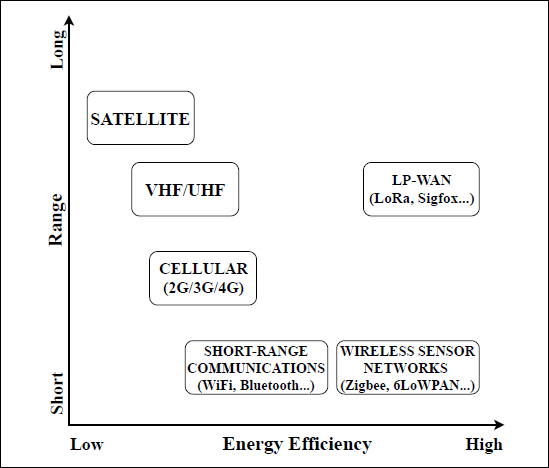 Long
SATELLITE
VHF/UHF
LP-WAN
(LoRa, Sigfox...)
Range
CELLULAR
(2G/3G/4G)
SHORT-RANGE
COMMUNICATIONS
(WiFi, Bluetooth...)
WIRELESS SENSOR
NETWORKS
(Zigbee, 6LoWPAN...)
Short
Low
Energy Efficiency
High